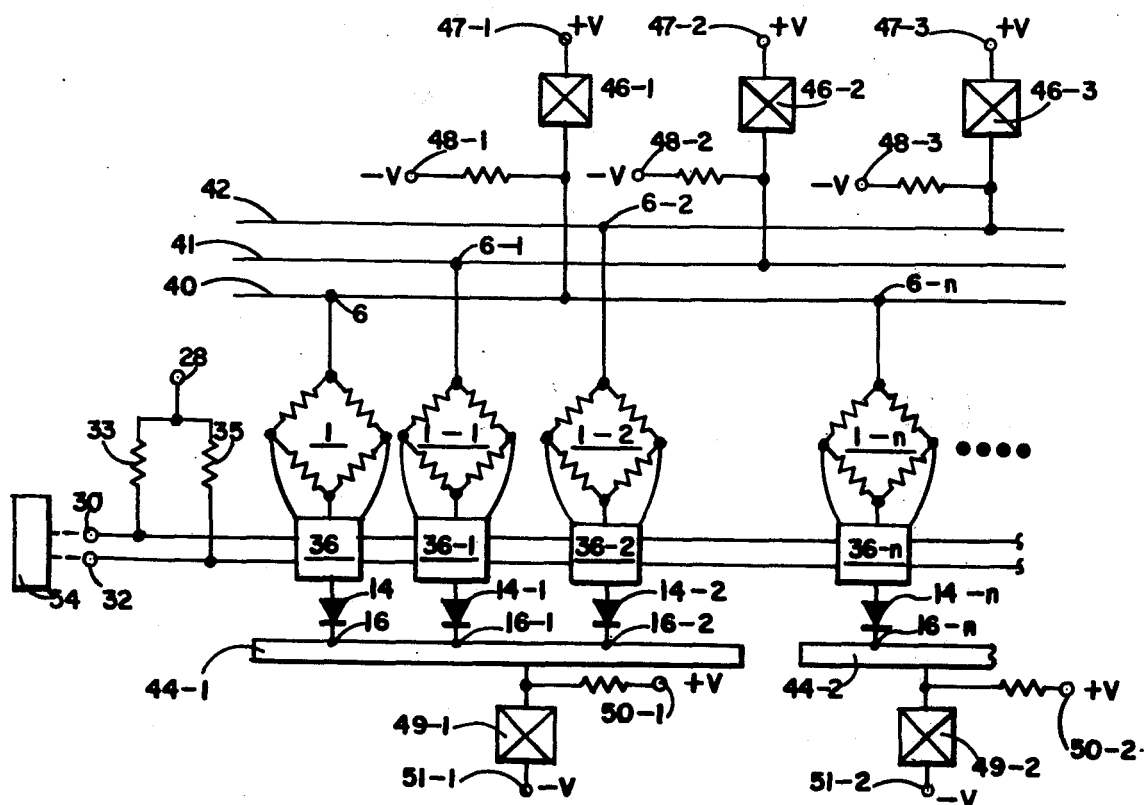 47-1 +V 47-2 +V 47-3 +V
46-1 46-2 46-3
48-1 48-2 48-3
-V -V -V
42 6-2
41 6-1
40 6 6-n
28
33 35 1 1-1 1-2 1-n
30
36 36-1 36-2 36-n
54 32 14 14-1 14-2 14-n
16 16-1 16-2 16-n
44-1 +V 44-2 +V
50-1
49-1 50-2
49-2
51-1 -V 51-2 -V